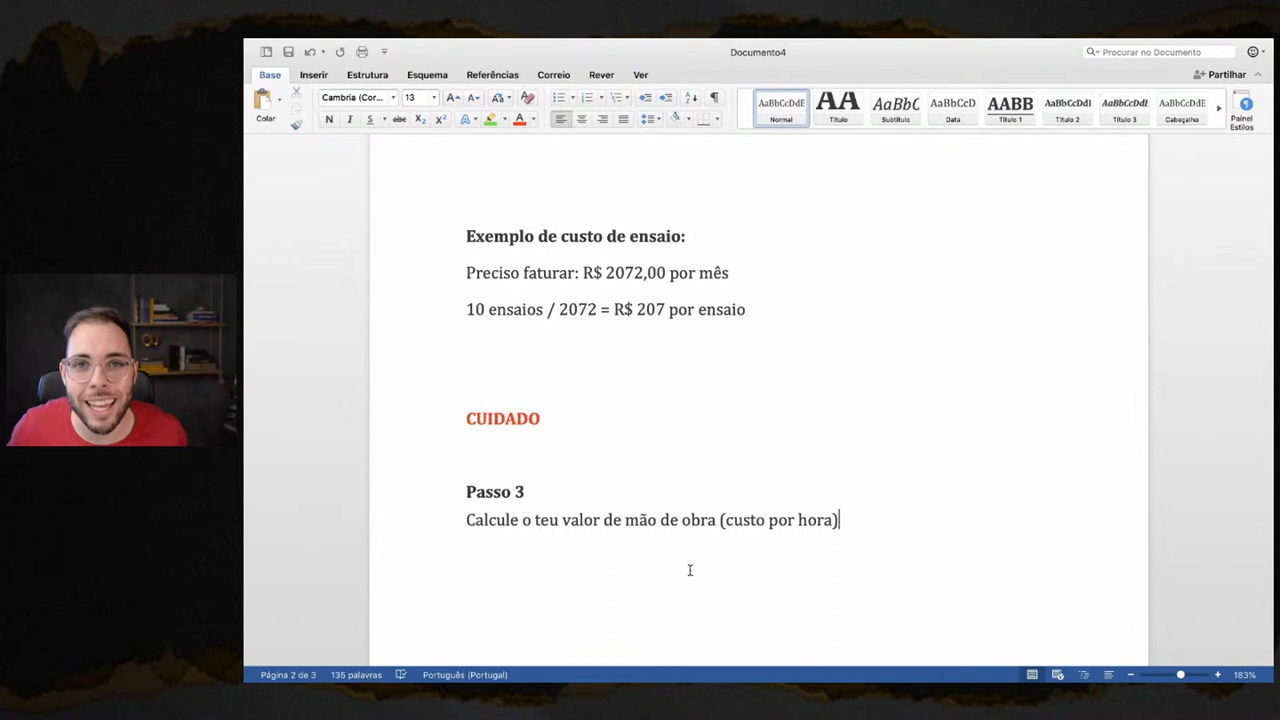 Documento4
Procurar no Documento
Base Inserir Estrutura Esquema Referências Correio Rever Ver
Partilhar
Colar
Cambria (Cor... 13
N I S abc X₂ X² A A
AaBbCcDdE AA AaBbC AaBbCcD AABB AaBbCcDdI AaBbCcDdE AaBbCcDdE
Normal Título Subtítulo Data Título 1 Título 2 Título 3 Cabeçalho
Painel
Estilos
Exemplo de custo de ensaio:
Preciso faturar: R$ 2072,00 por mês
10 ensaios / 2072 = R$ 207 por ensaio
CUIDADO
Passo 3
Calcule o teu valor de mão de obra (custo por hora)
Página 2 de 3 135 palavras Português (Portugal) 183%